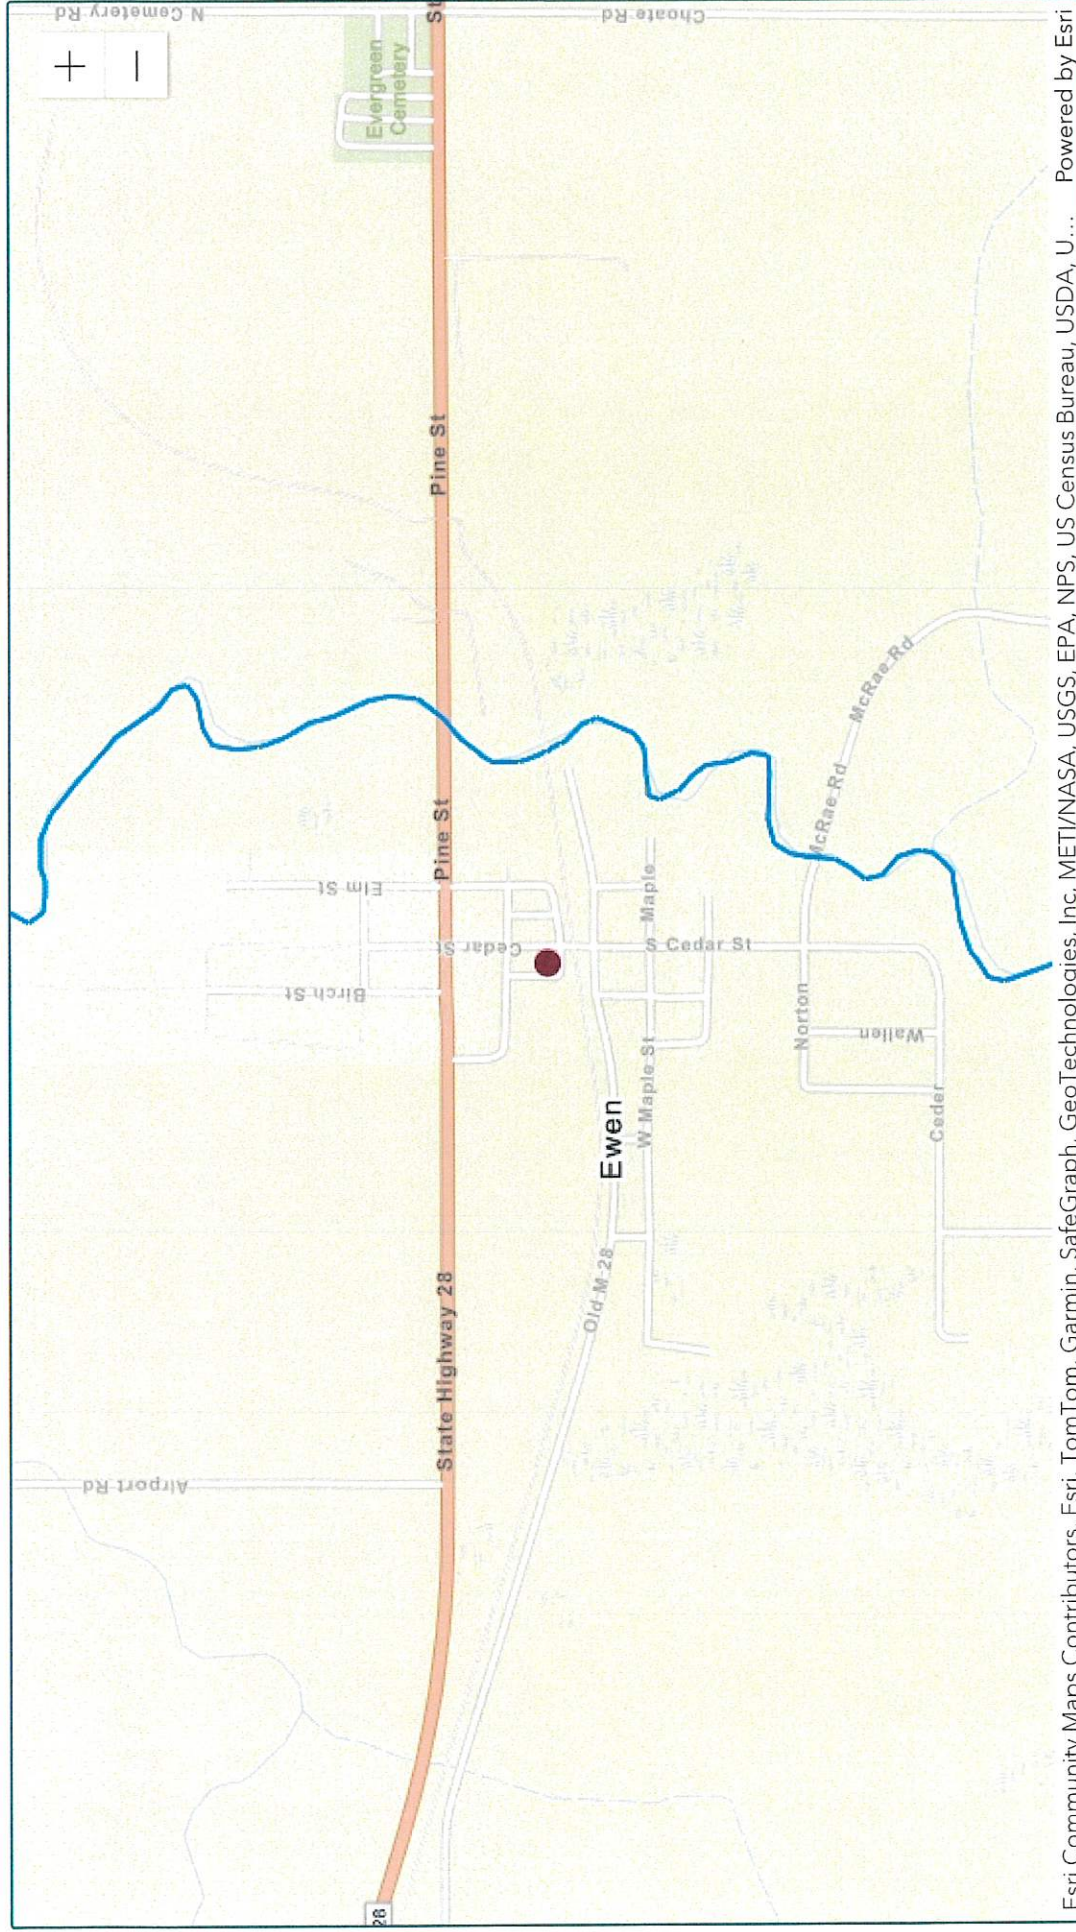 N Cemetery Rd
Choate Rd
+
−
Evergreen
Cemetery
Pine St
Pine St
St
State Highway 28
28
Airport Rd
Birch St
Elm St
Cedar St
Cedar
S Cedar St
Maple
W Maple St
Ewen
Old M-28
Norton
McRae Rd
McRae Rd
Wallen
Ceder
Esri Community Maps Contributors, Esri, TomTom, Garmin, SafeGraph, GeoTechnologies, Inc, METI/NASA, USGS, EPA, NPS, US Census Bureau, USDA, U...
Powered by Esri